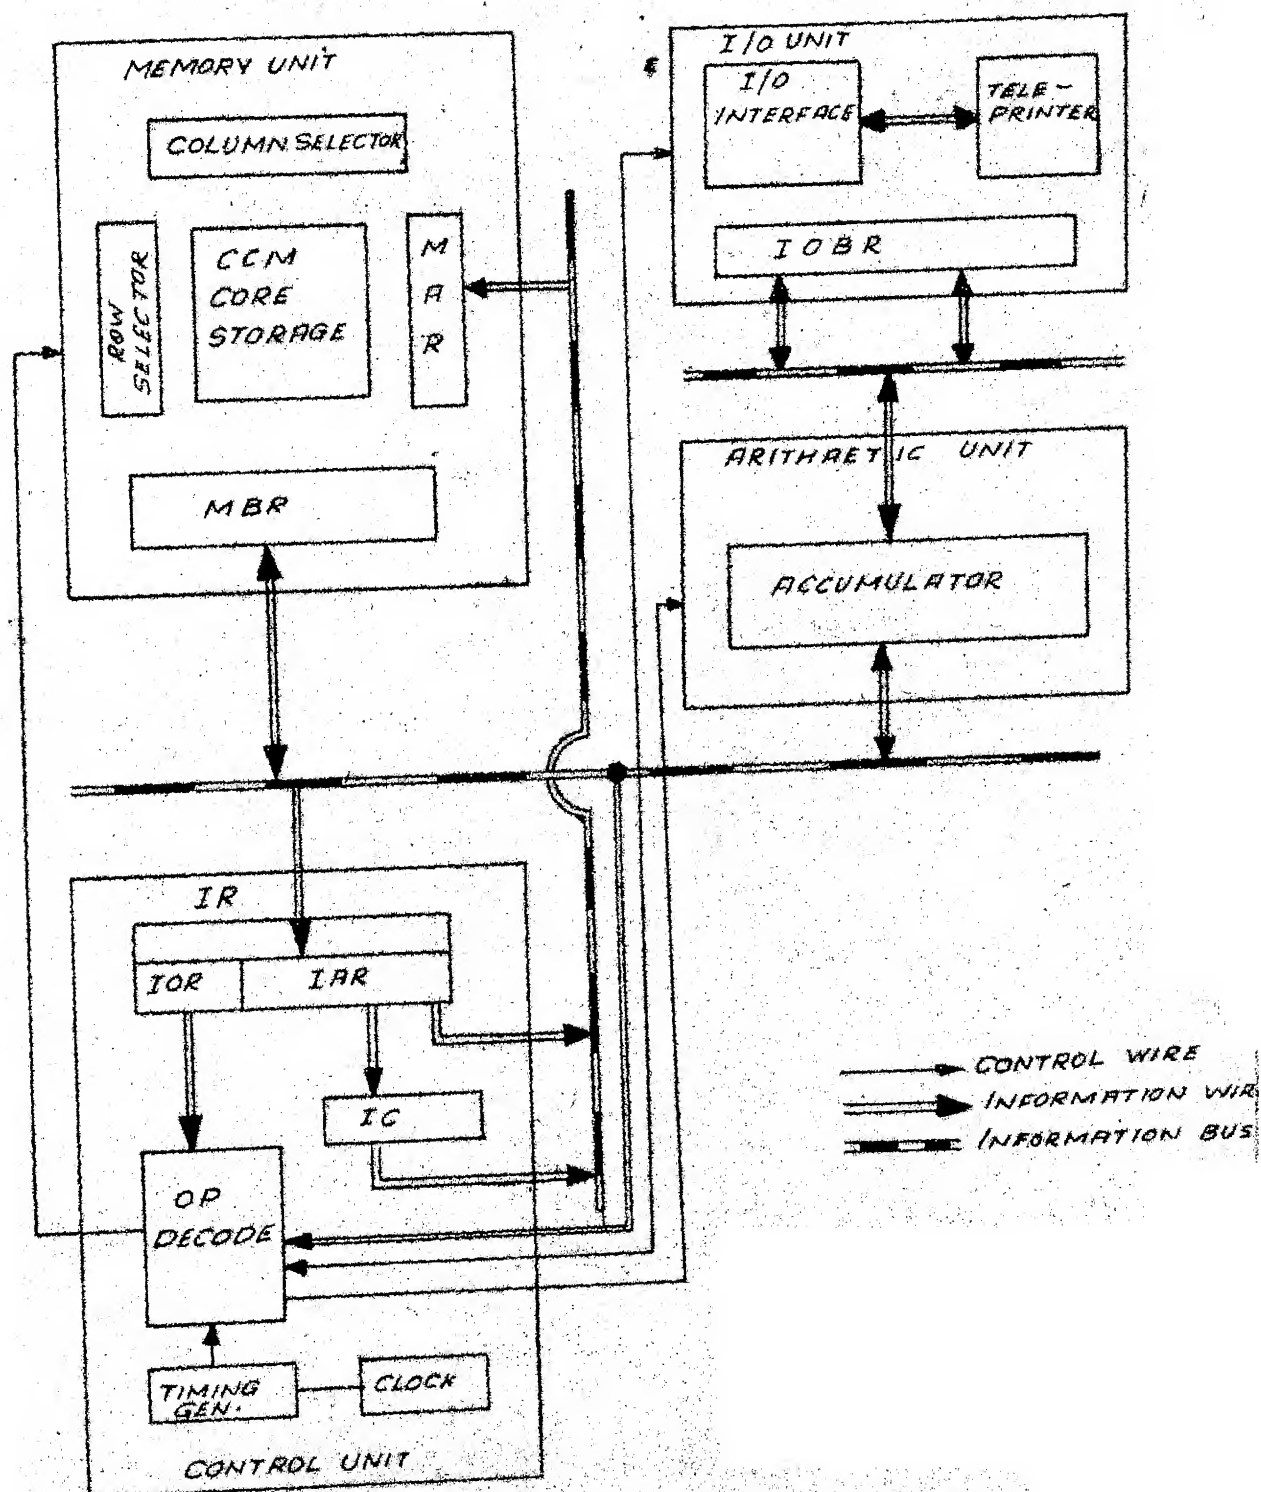 MEMORY UNIT
COLUMN SELECTOR
ROW
SELECTOR
CCM
CORE
STORAGE
M
A
R
MBR
I/O UNIT
I/O
INTERFACE
TELE-
PRINTER
IOBR
ARITHAETIC UNIT
ACCUMULATOR
IR
IOR
IAR
IC
OP
DECODE
TIMING
GEN.
CLOCK
CONTROL UNIT
CONTROL WIRE
INFORMATION WIR
INFORMATION BUS